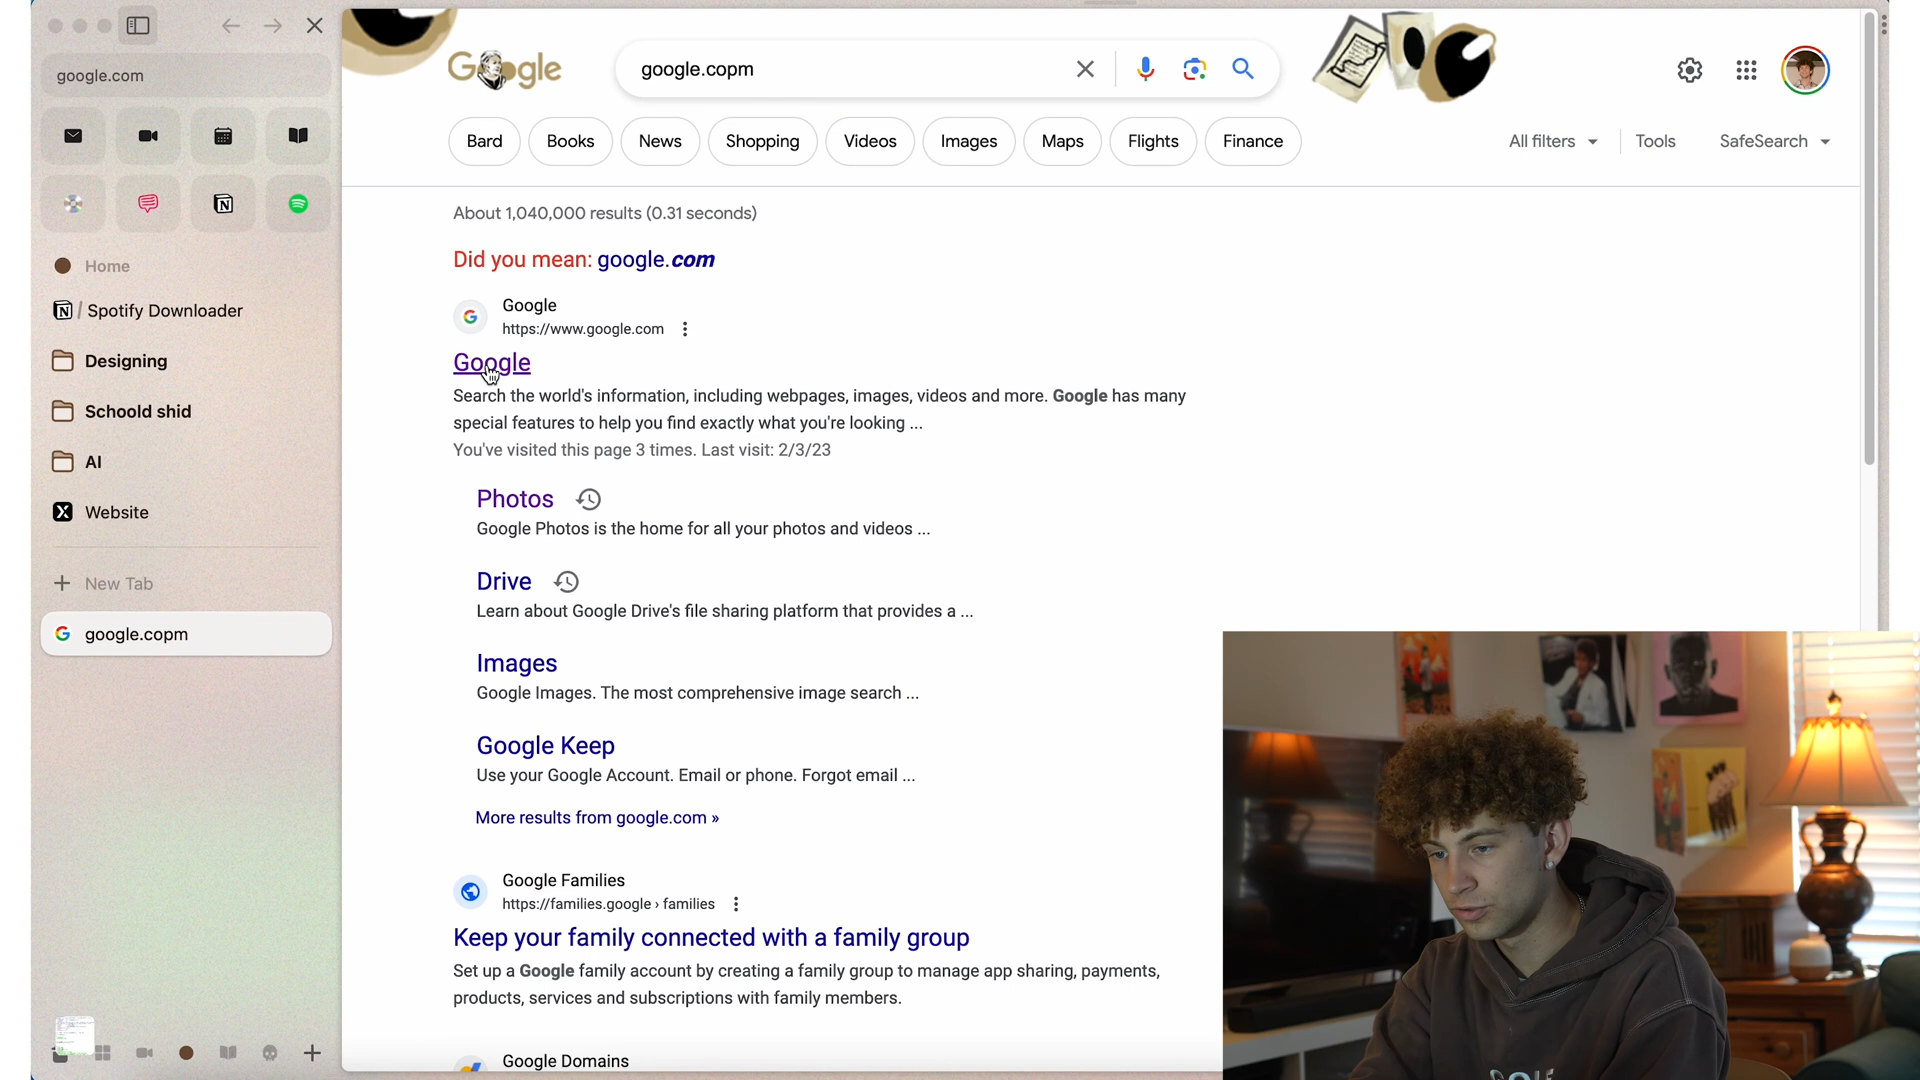 google.com
Home
/ Spotify Downloader
Designing
Schoold shid
AI
Website
New Tab
google.copm
Google
google.copm
Bard
Books
News
Shopping
Videos
Images
Maps
Flights
Finance
All filters
Tools
SafeSearch
About 1,040,000 results (0.31 seconds)
Did you mean: google.com
Google
https://www.google.com
Google
Search the world's information, including webpages, images, videos and more. Google has many
special features to help you find exactly what you're looking ...
You've visited this page 3 times. Last visit: 2/3/23
Photos
Google Photos is the home for all your photos and videos ...
Drive
Learn about Google Drive's file sharing platform that provides a ...
Images
Google Images. The most comprehensive image search ...
Google Keep
Use your Google Account. Email or phone. Forgot email ...
More results from google.com »
Google Families
https://families.google › families
Keep your family connected with a family group
Set up a Google family account by creating a family group to manage app sharing, payments,
products, services and subscriptions with family members.
Google Domains